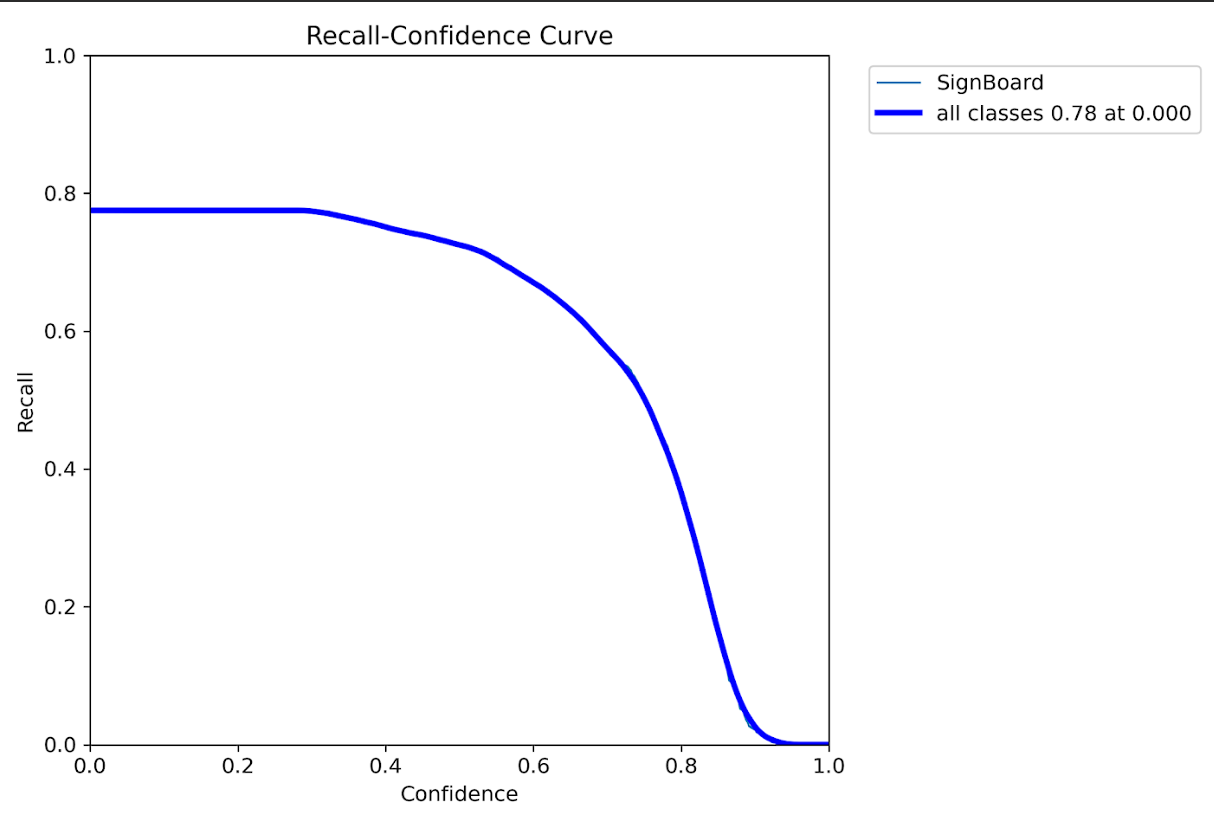 Recall-Confidence Curve
SignBoard
all classes 0.78 at 0.000
1.0
0.8
0.6
0.4
0.2
0.0
Recall
0.0 0.2 0.4 0.6 0.8 1.0
Confidence